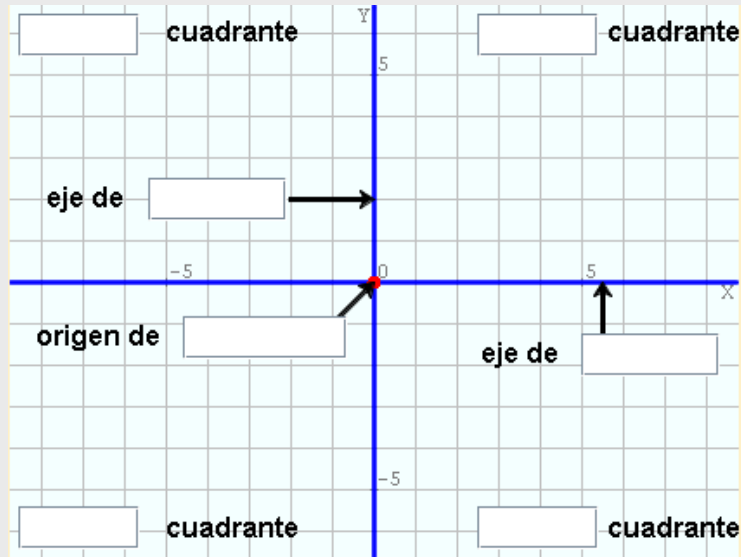 cuadrante
Y
cuadrante
5
eje de
-5
0
5
X
origen de
eje de
-5
cuadrante
cuadrante